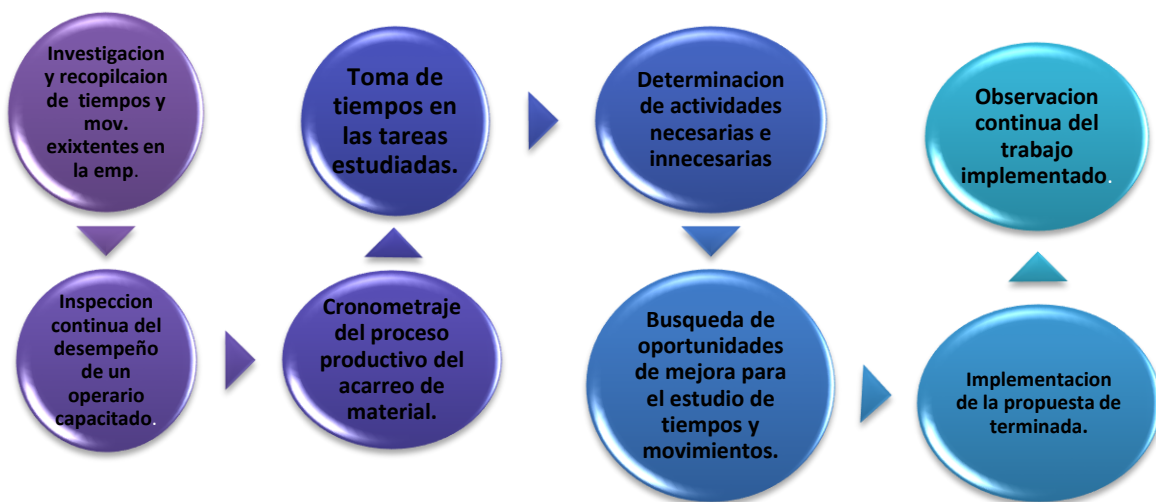 Investigacion
y recopilcaion
de tiempos y
mov.
exixtentes en
la emp.
Inspeccion
continua del
desempeño
de un
operario
capacitado.
Cronometraje
del proceso
productivo del
acarreo de
material.
Toma de
tiempos en
las tareas
estudiadas.
Determinacion
de actividades
necesarias e
innecesarias
Busqueda de
oportunidades
de mejora para
el estudio de
tiempos y
movimientos.
Implementacion
de la propuesta de
terminada.
Observacion
continua del
trabajo
implementado.